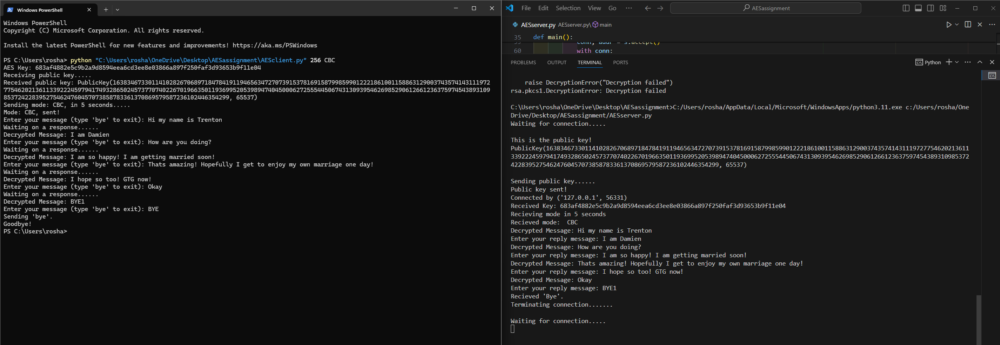 Windows PowerShell
Windows PowerShell
Copyright (C) Microsoft Corporation. All rights reserved.
Install the latest PowerShell for new features and improvements! https://aka.ms/PSWindows
PS C:\Users\rosha> python "C:\Users\rosha\OneDrive\Desktop\AESassignment\AESclient.py" 256 CBC
AES Key: 683af4882e5c9b2a9d8594eea6cd3ee8e03866a897f250faf3d93653b9f11e04
Receiving public key.....
Received public key: PublicKey(16383467330114102826706897184784191194656347270739153781691587998599012221861001158863129003743574143111972
77546202136113392224597941749328650245737707402267019663501193699520539894740450006272555445067431309395462698529061266123637597454389310 9
85372422839527546247604570738587833613708695795872361024463 54299, 65537)
Sending mode: CBC, in 5 seconds.....
Mode: CBC, sent!
Enter your message (type 'bye' to exit): Hi my name is Trenton
Waiting on a response......
Decrypted Message: I am Damien
Enter your message (type 'bye' to exit): How are you doing?
Waiting on a response......
Decrypted Message: I am so happy! I am getting married soon!
Enter your message (type 'bye' to exit): Thats amazing! Hopefully I get to enjoy my own marriage one day!
Waiting on a response......
Decrypted Message: I hope so too! GTG now!
Enter your message (type 'bye' to exit): Okay
Waiting on a response......
Decrypted Message: BYE1
Enter your message (type 'bye' to exit): BYE
Sending 'bye'.
Goodbye!
PS C:\Users\rosha>
File Edit Selection View Go ··· AESassignment
AESserver.py AESserver.py\ main
35 def main():
59 conn, addr = s.accept()
60 with conn:
PROBLEMS OUTPUT TERMINAL PORTS Python
raise DecryptionError("Decryption failed")
rsa.pkcs1.DecryptionError: Decryption failed
C:\Users\rosha\OneDrive\Desktop\AESassignment>C:/Users/rosha/AppData/Local/Microsoft/WindowsApps/python3.11.exe c:/Users/rosha/One
Drive/Desktop/AESassignment/AESserver.py
Waiting for connection.....
This is the public key!
PublicKey(1638346733011410282670689718478419119465634727073915378169158799859901222186100115886312900374357414311197277546202136 11
33922245979417493286502457377074022670196635011936995205398947404500062725554450674313093954626985290612661236375974543893109 85372
42283952754624760457073858783361370869579587236102446354299, 65537)
Sending public key......
Public key sent!
Connected by ('127.0.0.1', 56331)
Received Key: 683af4882e5c9b2a9d8594eea6cd3ee8e03866a897f250faf3d93653b9f11e04
Recieving mode in 5 seconds
Recieved mode:  CBC
Decrypted Message: Hi my name is Trenton
Enter your reply message: I am Damien
Decrypted Message: How are you doing?
Enter your reply message: I am so happy! I am getting married soon!
Decrypted Message: Thats amazing! Hopefully I get to enjoy my own marriage one day!
Enter your reply message: I hope so too! GTG now!
Decrypted Message: Okay
Enter your reply message: BYE1
Recieved 'Bye'.
Terminating connection.......
Waiting for connection.....